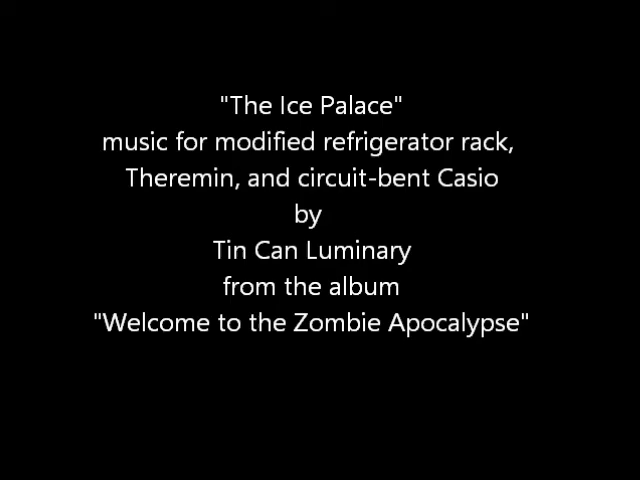 "The Ice Palace"
music for modified refrigerator rack,
Theremin, and circuit-bent Casio
by
Tin Can Luminary
from the album
"Welcome to the Zombie Apocalypse"